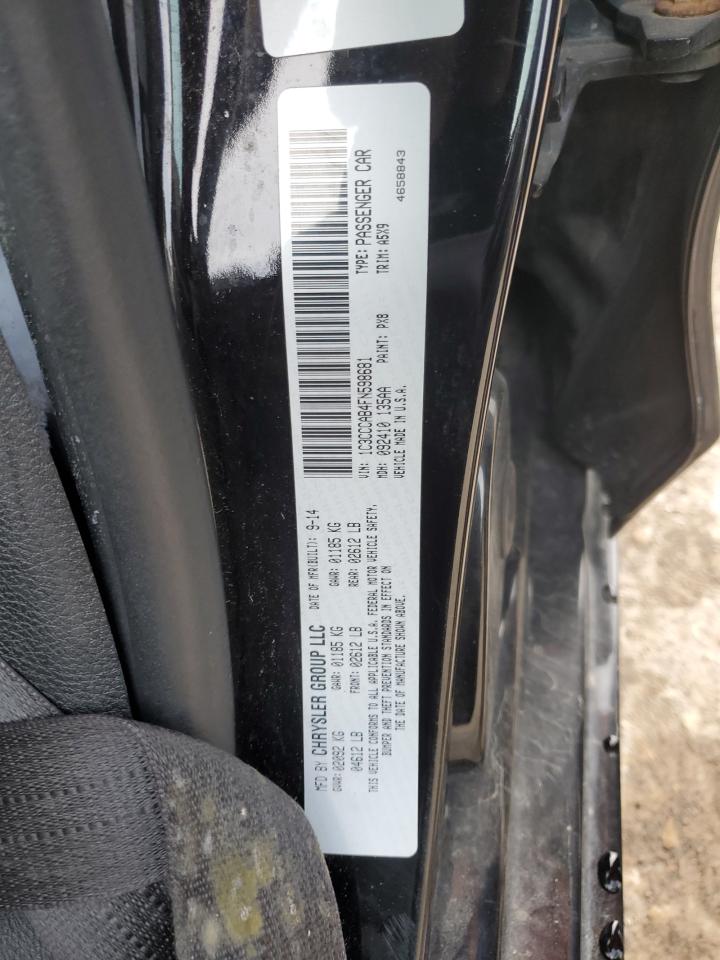 MFD BY CHRYSLER GROUP LLC DATE OF MFR(BUILT): 9-14
GVWR: 02092 KG GAWR: 01185 KG GAWR: 01185 KG
04612 LB FRONT: 02612 LB REAR: 02612 LB
THIS VEHICLE CONFORMS TO ALL APPLICABLE U.S.A. FEDERAL MOTOR VEHICLE SAFETY,
BUMPER AND THEFT PREVENTION STANDARDS IN EFFECT ON
THE DATE OF MANUFACTURE SHOWN ABOVE.
VIN: 1C3CCCAB4FN598681 TYPE: PASSENGER CAR
MDH: 092410 135AA PAINT: PX8 TRIM: A5X9
VEHICLE MADE IN U.S.A. 4658843